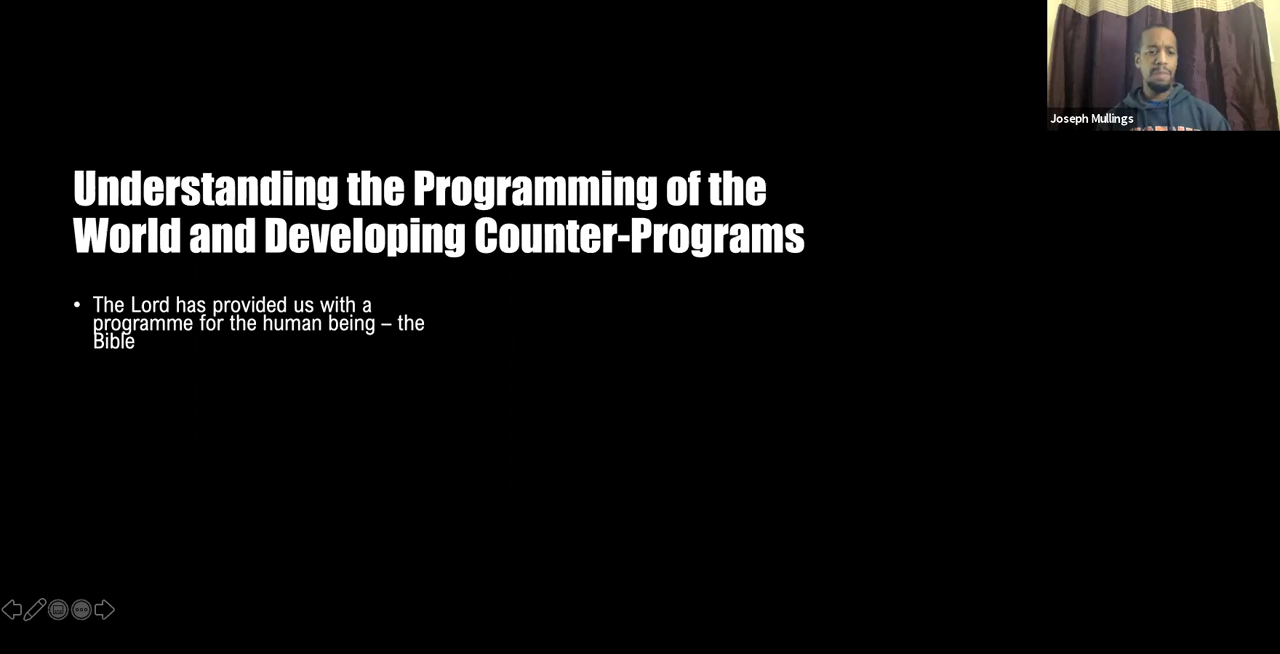 Joseph Mullings
Understanding the Programming of the
World and Developing Counter-Programs
• The Lord has provided us with a
programme for the human being – the
Bible